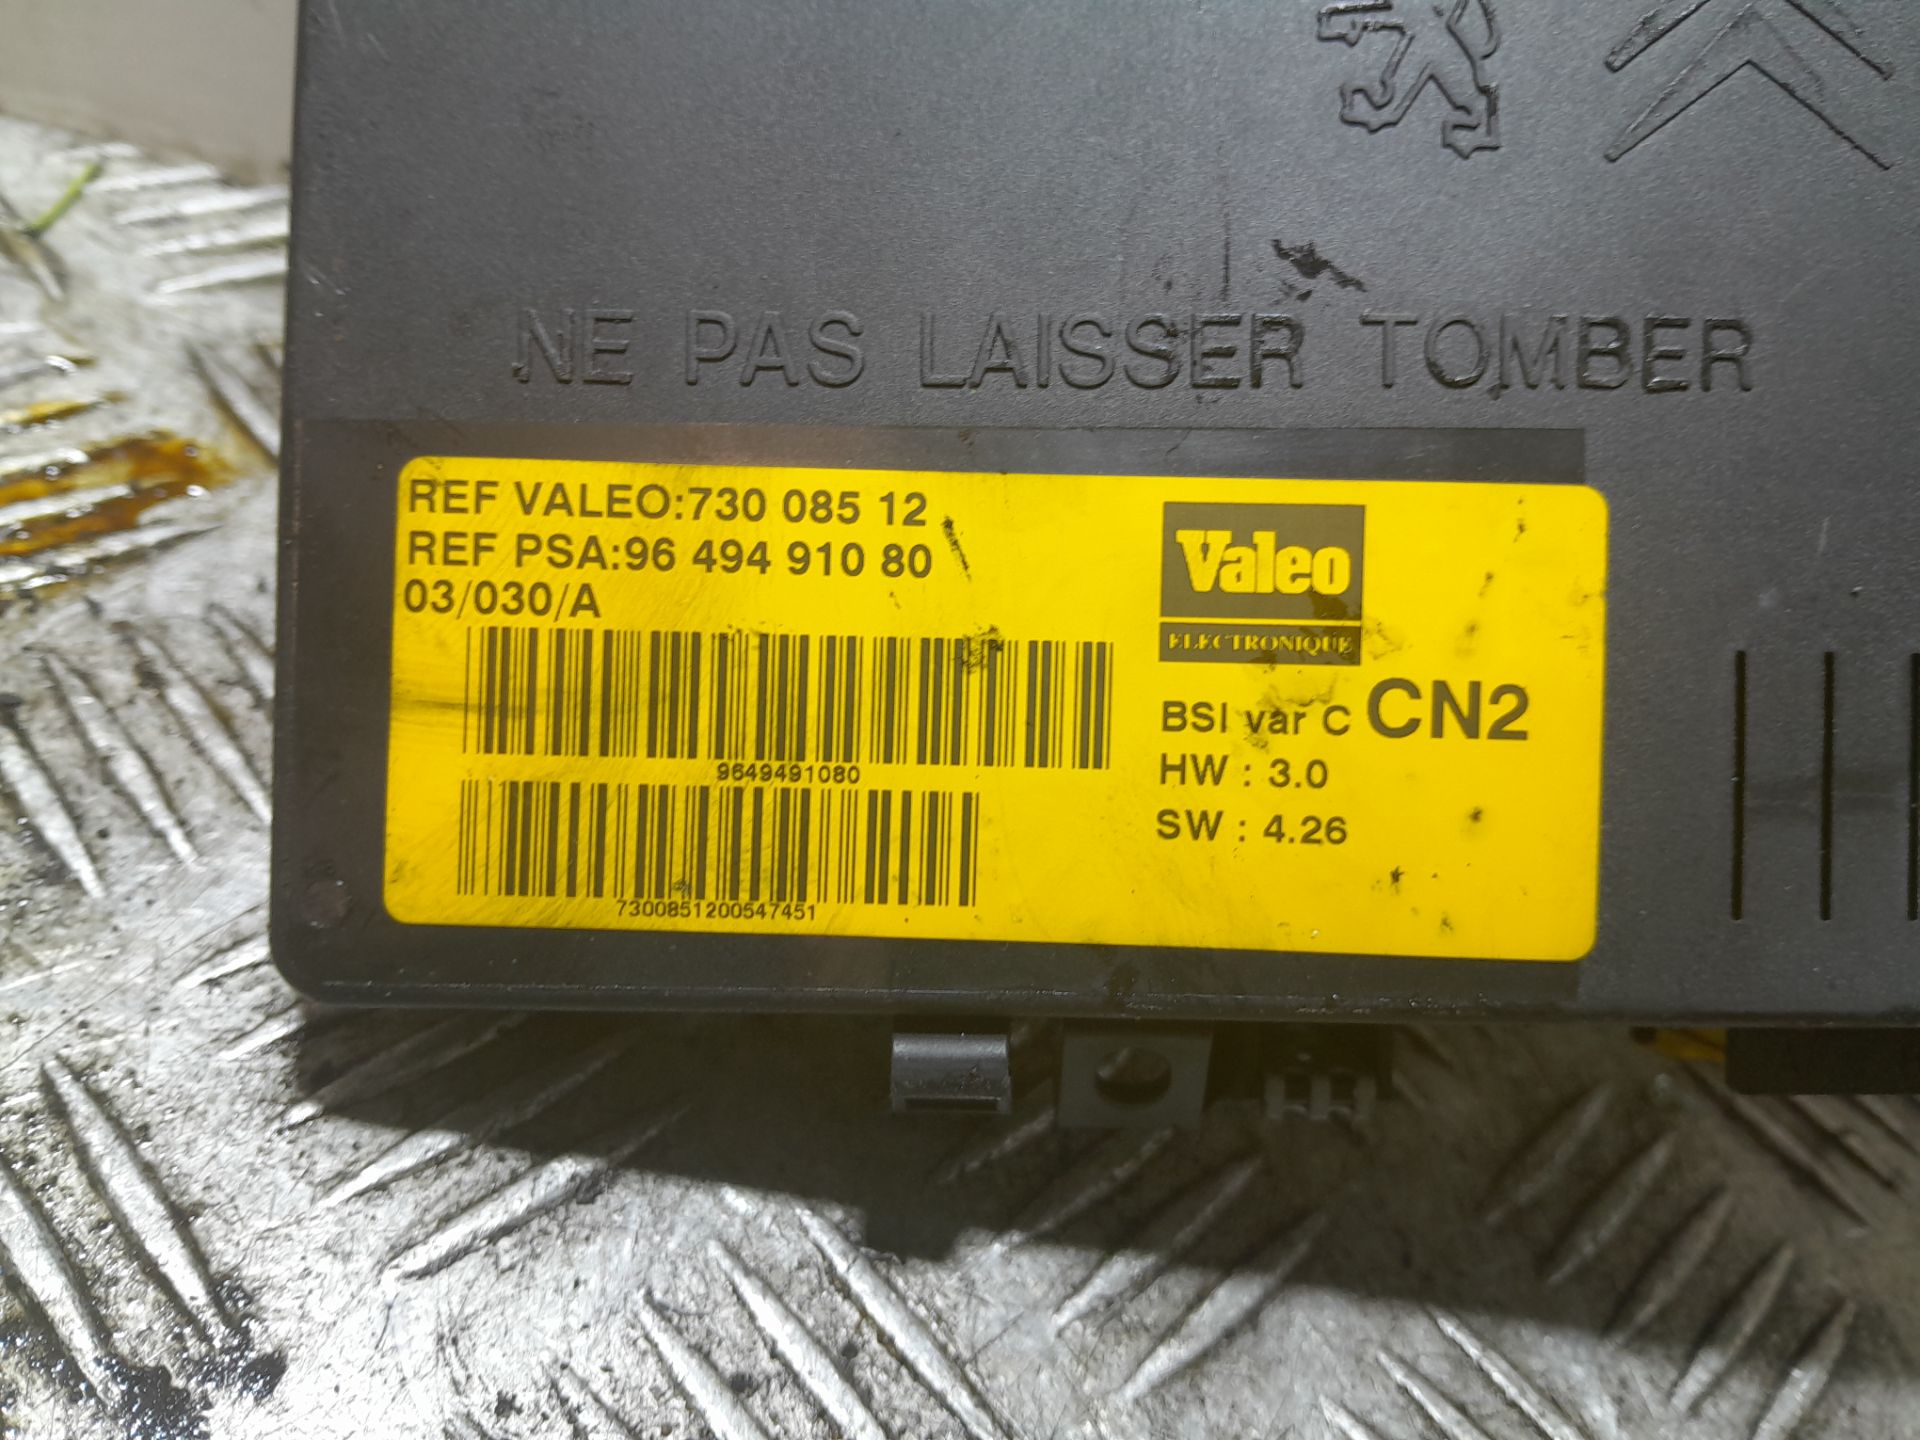 NE PAS LAISSER TOMBER
REF VALEO:730 085 12
REF PSA:96 494 910 80
03/030/A
9649491080
7300851200547451
Valeo
ELECTRONIQUE
BSI var C CN2
HW : 3.0
SW : 4.26